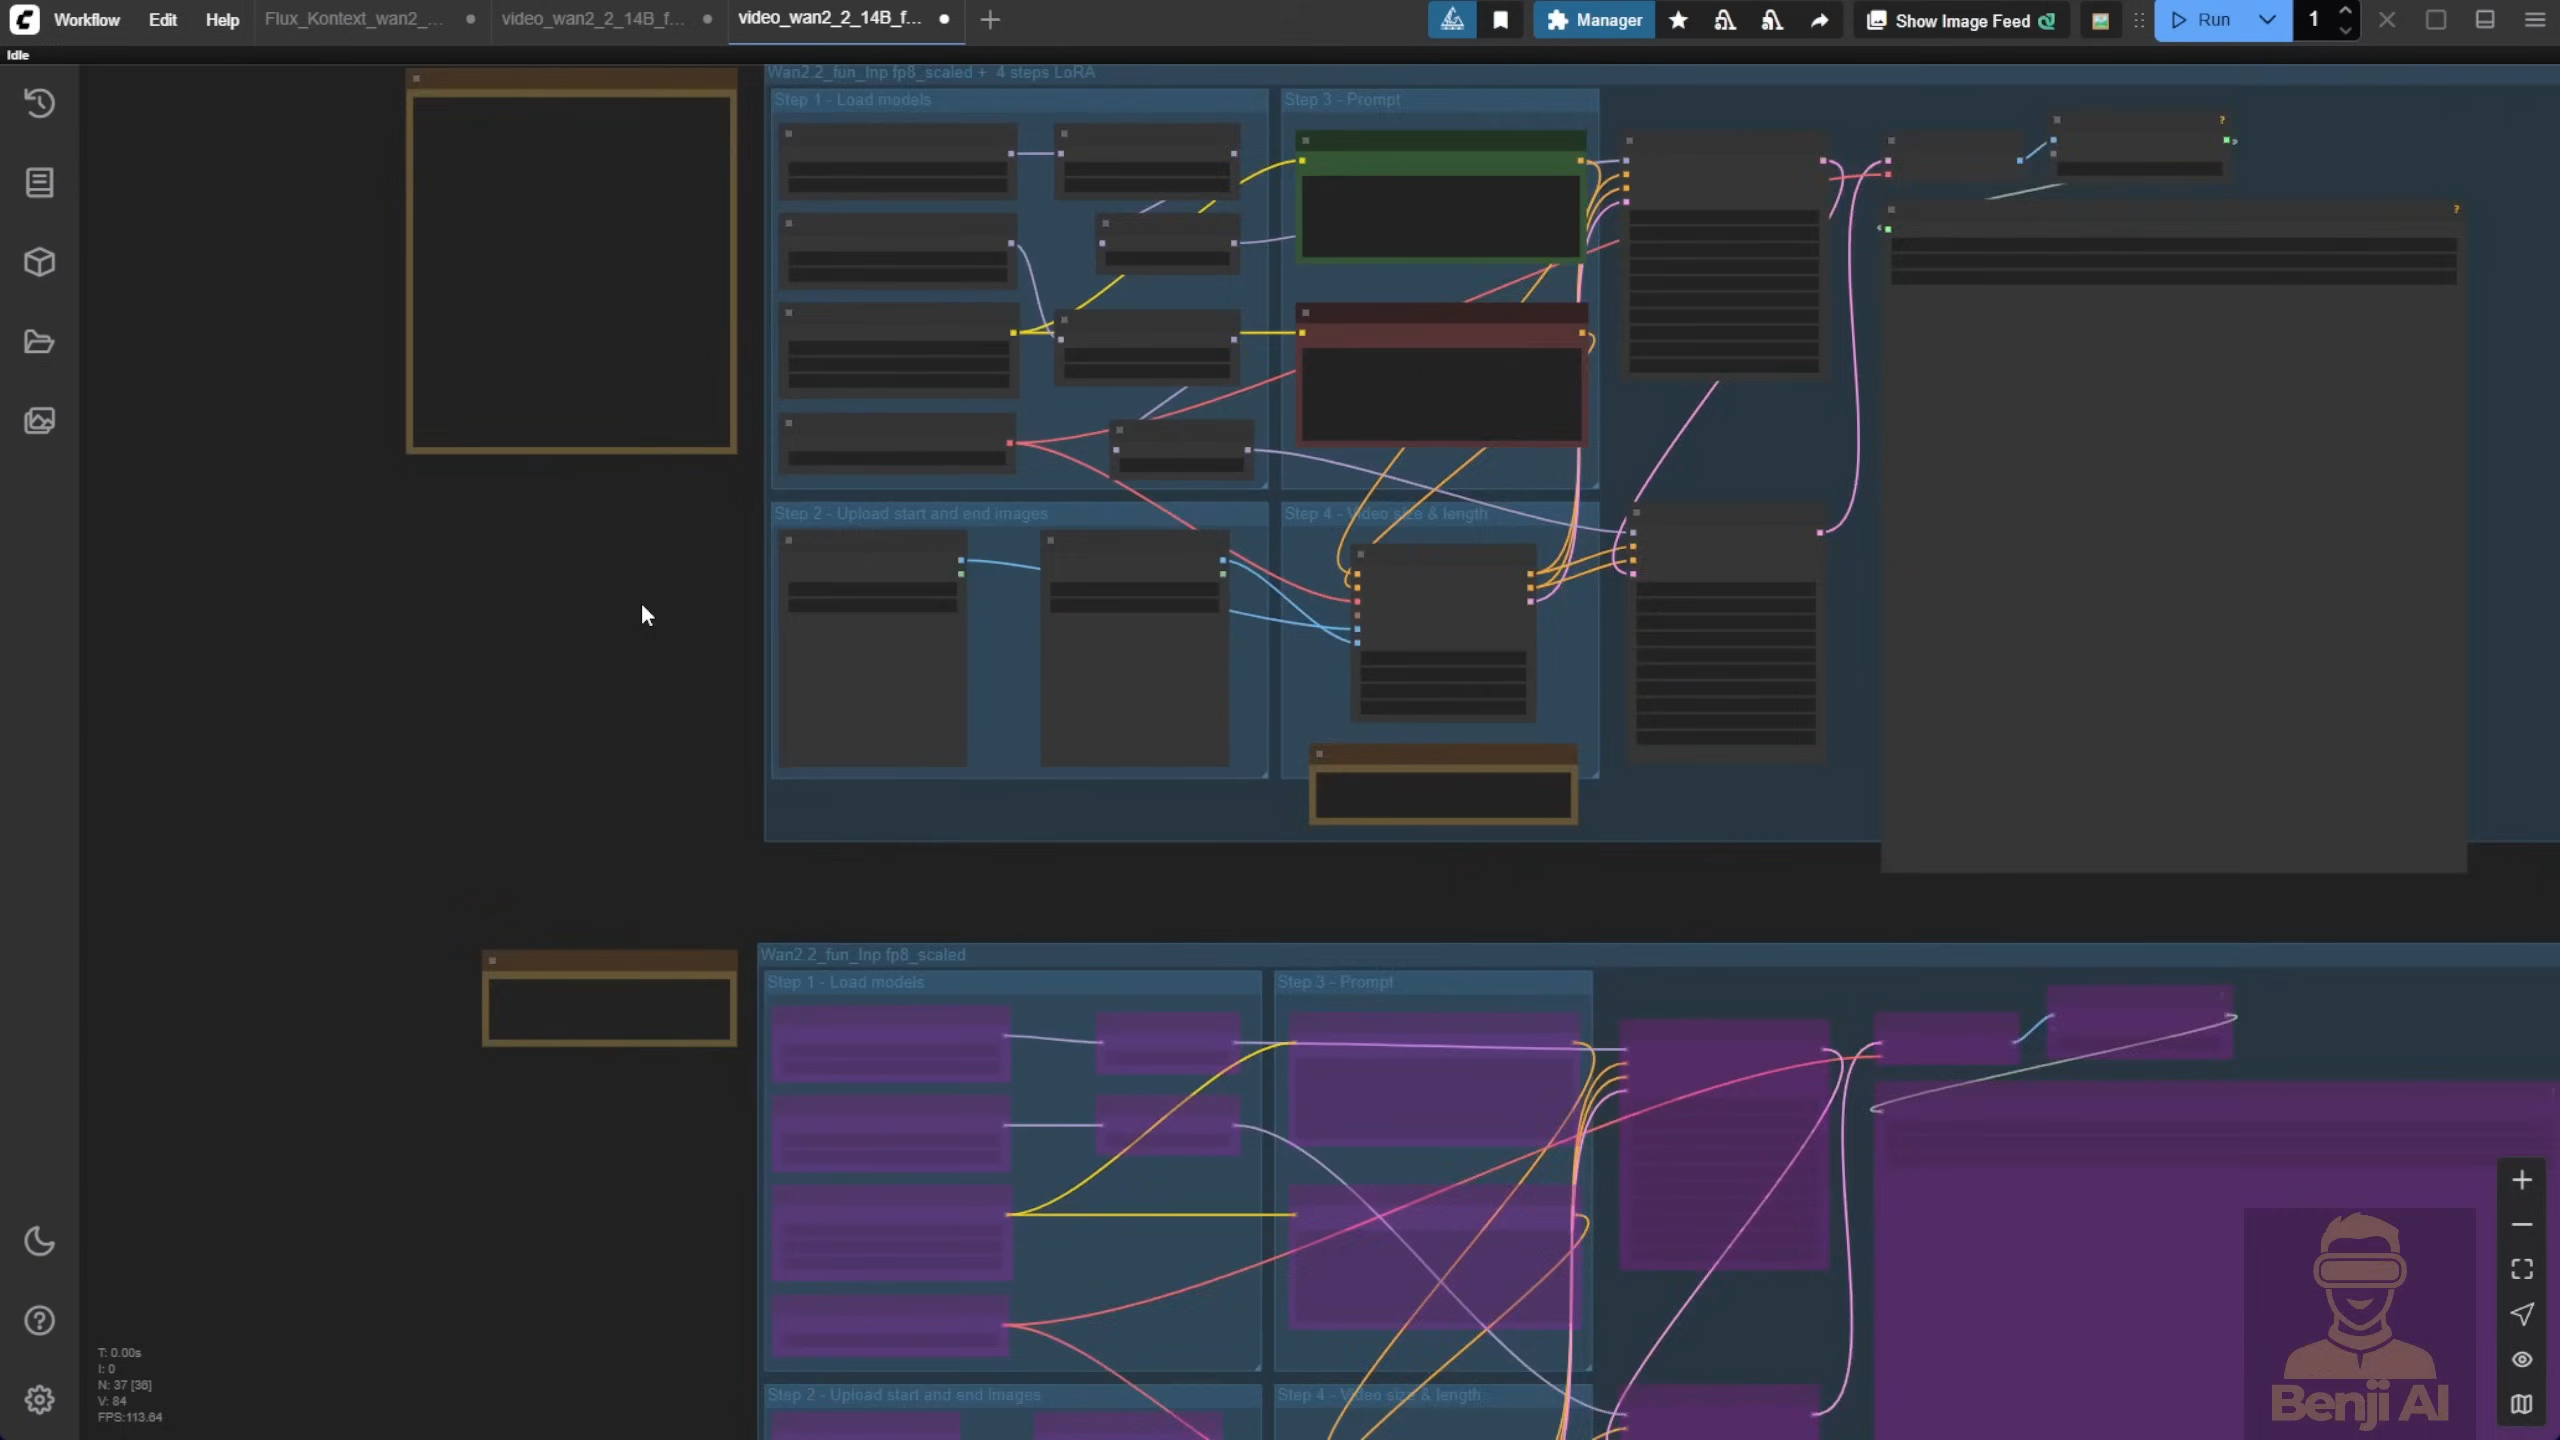 Workflow Edit Help Flux_Kontext_wan2_... video_wan2_2_14B_f... video_wan2_2_14B_f... Manager Show Image Feed Run 1
Idle
Wan2.2_fun_Inp fp8_scaled + 4 steps LoRA
Step 1 - Load models
Step 3 - Prompt
?
?
Step 2 - Upload start and end images
Step 4 - Video size & length
Wan2.2_fun_Inp fp8_scaled
Step 1 - Load models
Step 3 - Prompt
Step 2 - Upload start and end images
Step 4 - Video size & length
T: 0.00s
I: 0
N: 37 [36]
V: 84
FPS:113.64
Benji AI